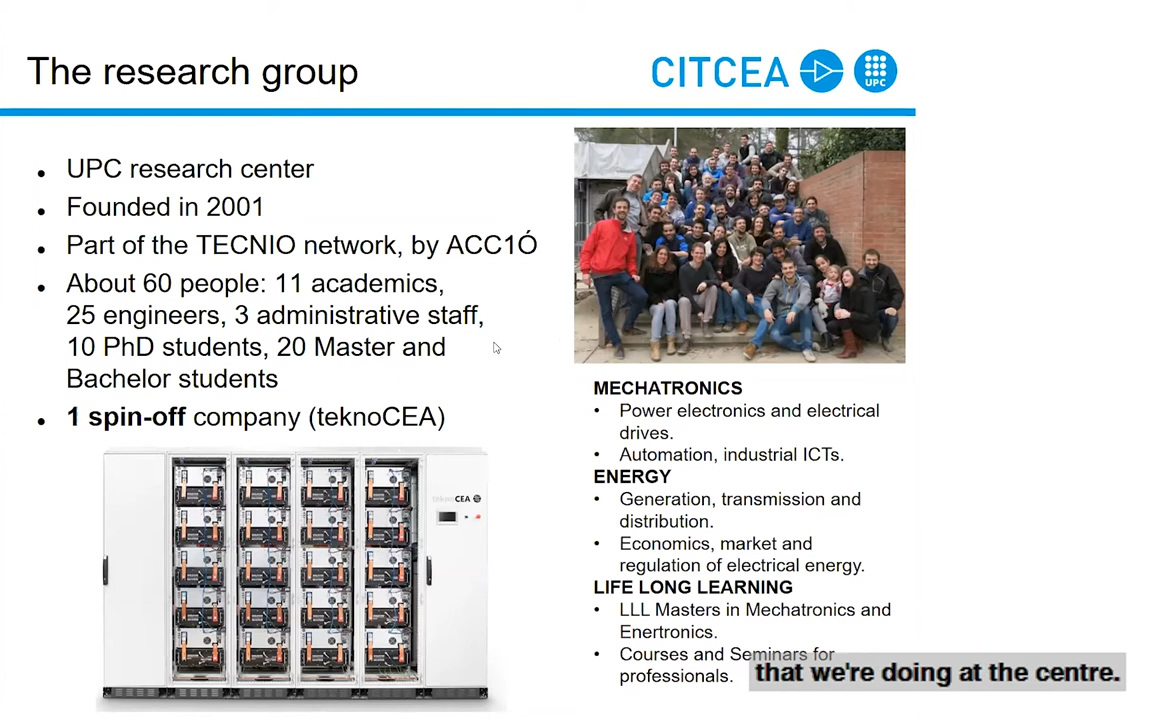 The research group
CITCEA
UPC
UPC research center
Founded in 2001
Part of the TECNIO network, by ACC1Ó
About 60 people: 11 academics,
25 engineers, 3 administrative staff,
10 PhD students, 20 Master and
Bachelor students
1 spin-off company (teknoCEA)
teknoCEA
MECHATRONICS
• Power electronics and electrical
drives.
• Automation, industrial ICTs.
ENERGY
• Generation, transmission and
distribution.
• Economics, market and
regulation of electrical energy.
LIFE LONG LEARNING
• LLL Masters in Mechatronics and
Enertronics.
• Courses and Seminars for
professionals.
that we're doing at the centre.